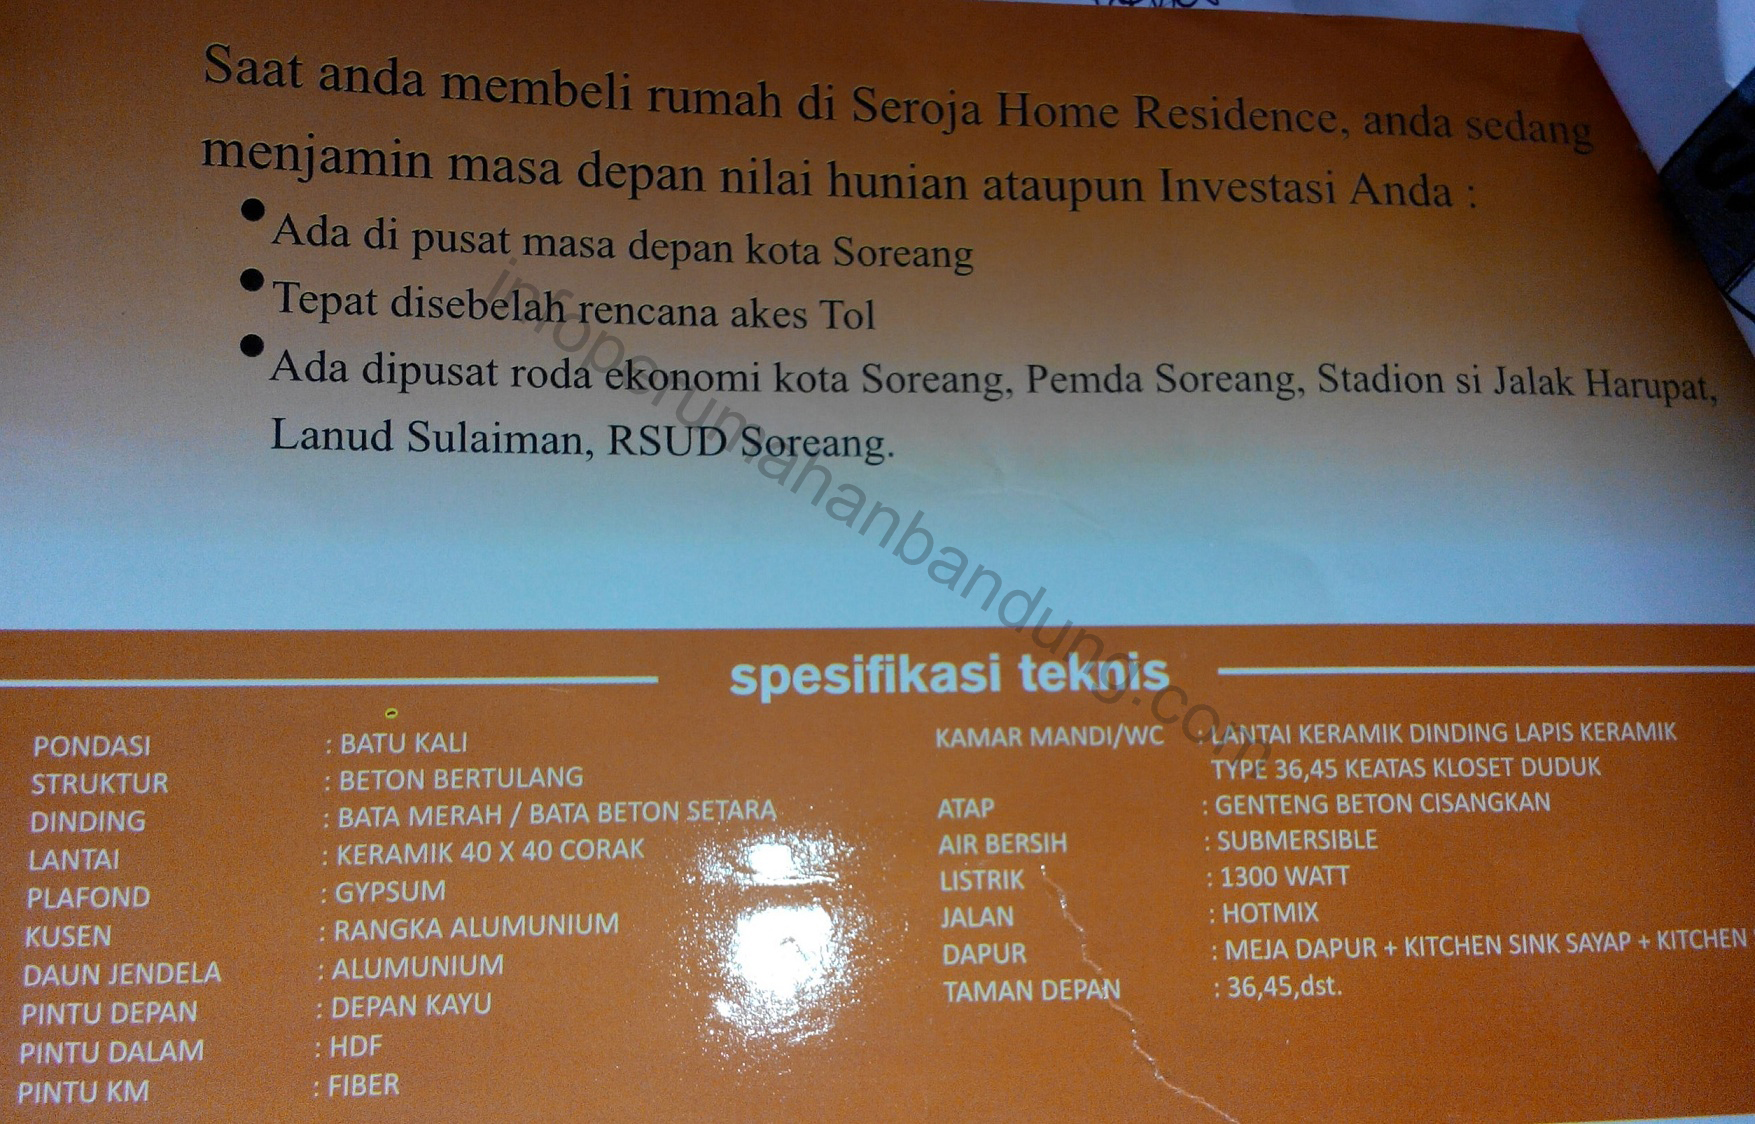 Saat anda membeli rumah di Seroja Home Residence, anda sedang
menjamin masa depan nilai hunian ataupun Investasi Anda :
• Ada di pusat masa depan kota Soreang
• Tepat disebelah rencana akes Tol
• Ada dipusat roda ekonomi kota Soreang, Pemda Soreang, Stadion si Jalak Harupat,
Lanud Sulaiman, RSUD Soreang.
infoperumahanbandung.com
spesifikasi teknis
PONDASI : BATU KALI
STRUKTUR : BETON BERTULANG
DINDING : BATA MERAH / BATA BETON SETARA
LANTAI : KERAMIK 40 X 40 CORAK
PLAFOND : GYPSUM
KUSEN : RANGKA ALUMUNIUM
DAUN JENDELA : ALUMUNIUM
PINTU DEPAN : DEPAN KAYU
PINTU DALAM : HDF
PINTU KM : FIBER
KAMAR MANDI/WC : LANTAI KERAMIK DINDING LAPIS KERAMIK
TYPE 36,45 KEATAS KLOSET DUDUK
ATAP : GENTENG BETON CISANGKAN
AIR BERSIH : SUBMERSIBLE
LISTRIK : 1300 WATT
JALAN : HOTMIX
DAPUR : MEJA DAPUR + KITCHEN SINK SAYAP + KITCHEN
TAMAN DEPAN : 36,45,dst.